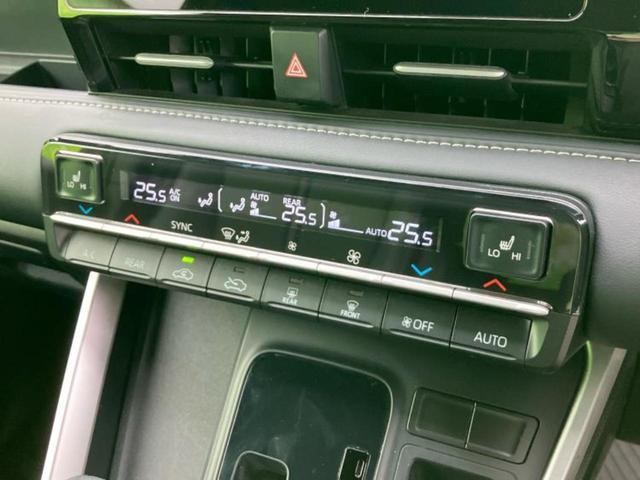 LO HI
25.5 A/C ON AUTO REAR 25.5 AUTO 25.5
LO HI
SYNC
A/C REAR REAR FRONT OFF AUTO